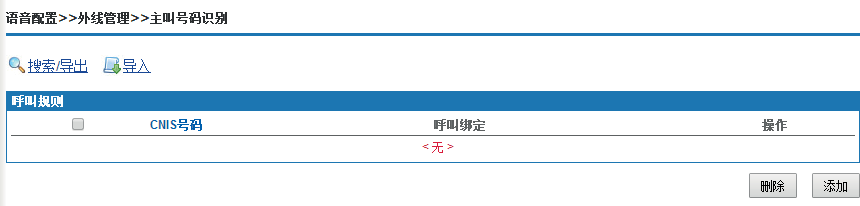 语音配置>>外线管理>>主叫号码识别
搜索/导出 导入
呼叫规则
CNIS号码 呼叫绑定 操作
< 无 >
删除 添加